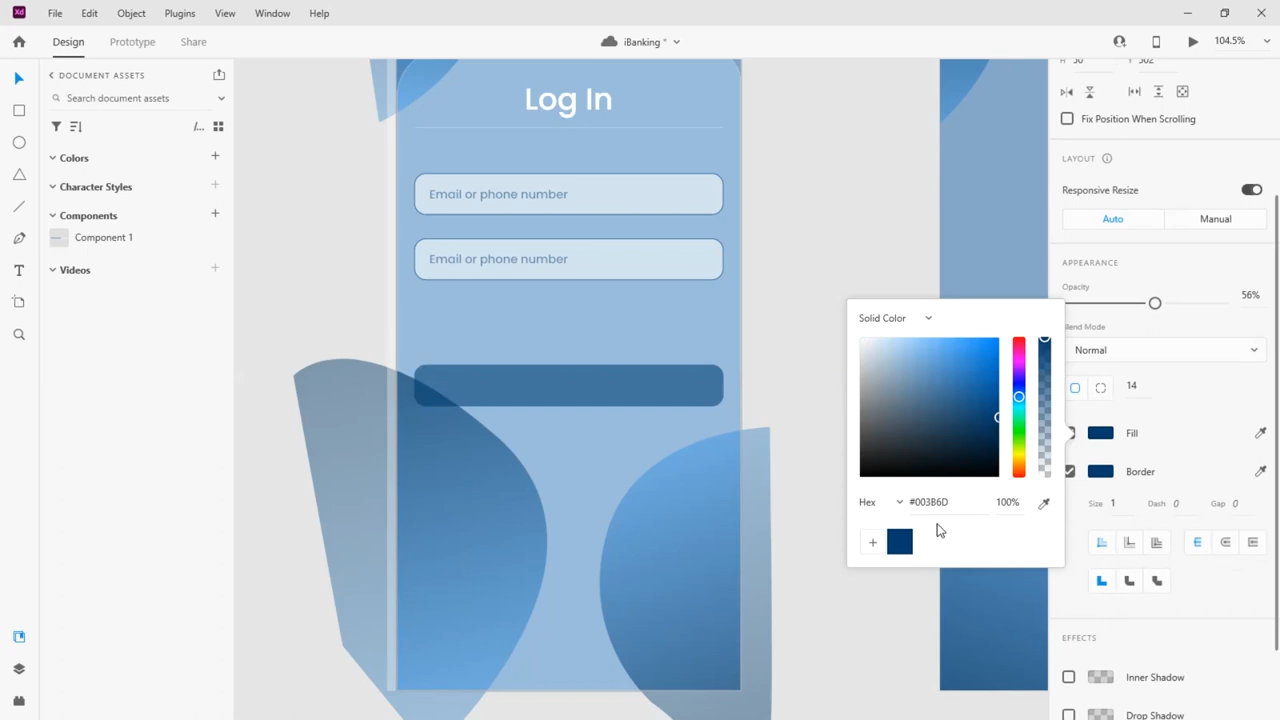 Xd File Edit Object Plugins View Window Help
Design Prototype Share iBanking * 104.5%
DOCUMENT ASSETS
Search document assets
Colors
Character Styles
Components
Component 1
Videos
Log In
Email or phone number
Email or phone number
Solid Color
Hex #003B6D 100%
Fix Position When Scrolling
LAYOUT
Responsive Resize
Auto Manual
APPEARANCE
Opacity
56%
Blend Mode
Normal
14
Fill
Border
Size 1 Dash 0 Gap 0
EFFECTS
Inner Shadow
Drop Shadow